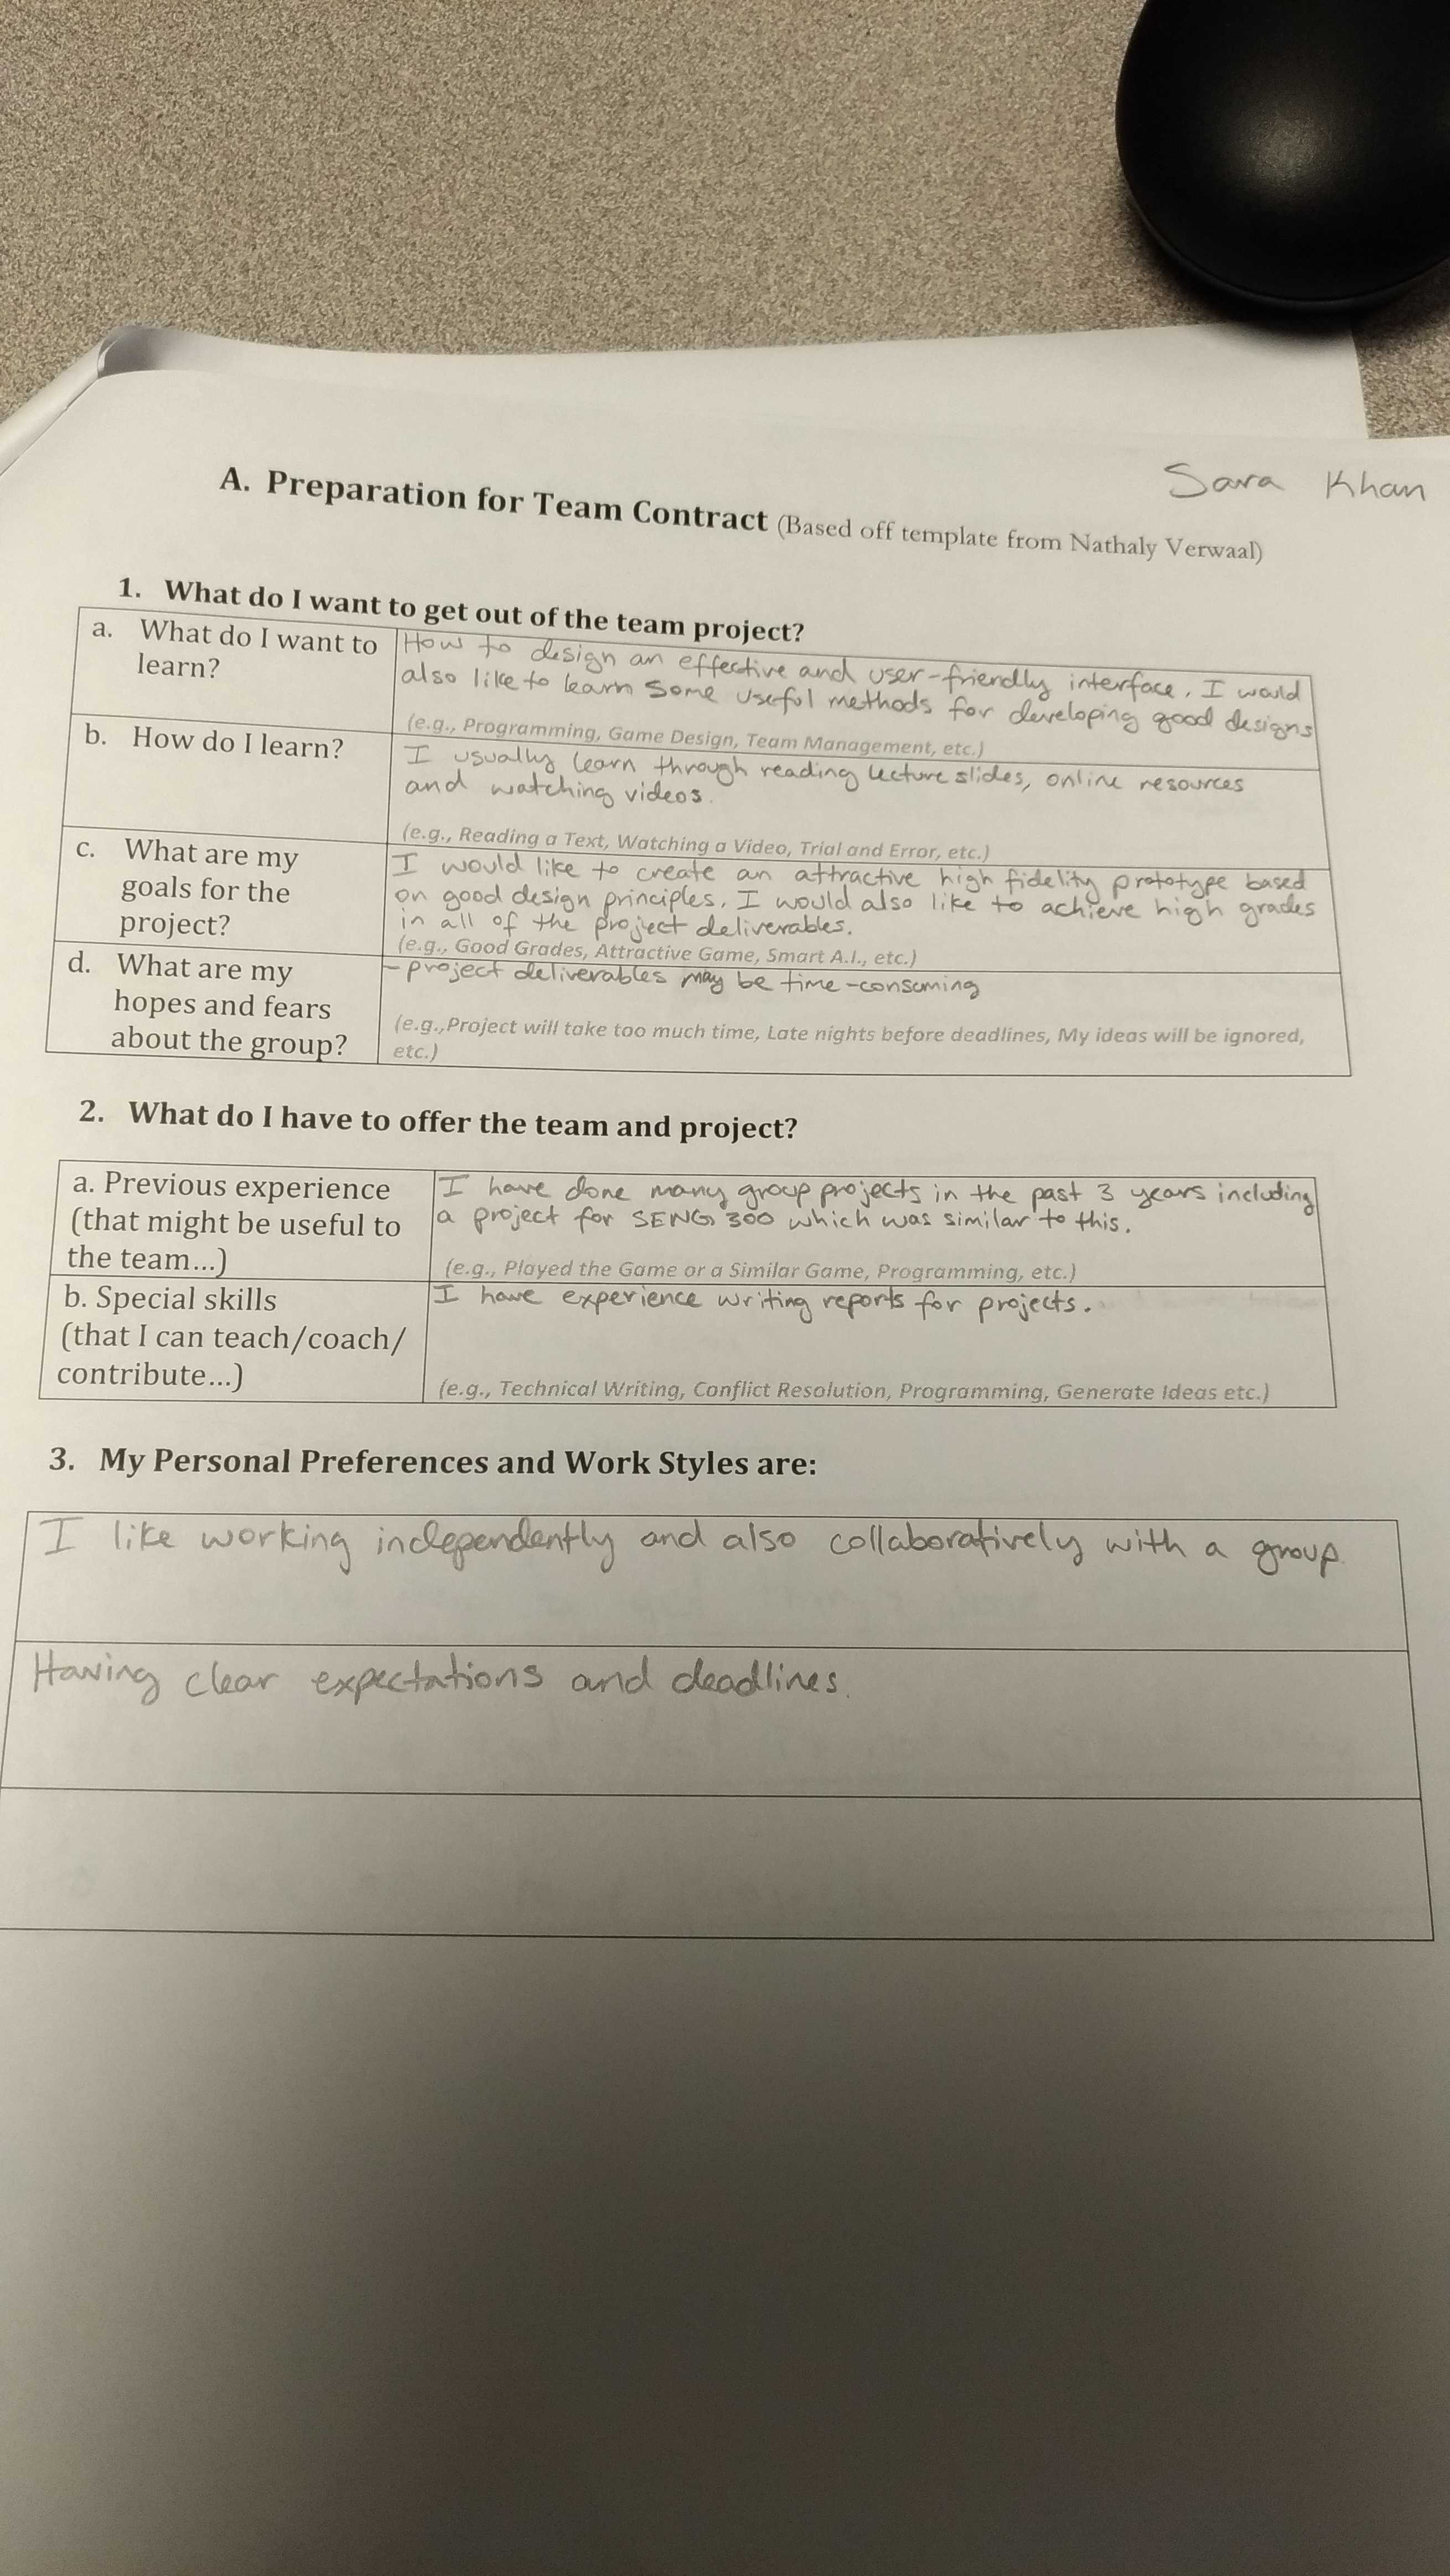 Sara Khan
A. Preparation for Team Contract (Based off template from Nathaly Verwaal)
1. What do I want to get out of the team project?
a. What do I want to
learn?
How to design an effective and user-friendly interface. I would
also like to learn some useful methods for developing good designs
(e.g., Programming, Game Design, Team Management, etc.)
b. How do I learn?
I usually learn through reading lecture slides, online resources
and watching videos.
(e.g., Reading a Text, Watching a Video, Trial and Error, etc.)
c. What are my
goals for the
project?
I would like to create an attractive high fidelity prototype based
on good design principles. I would also like to achieve high grades
in all of the project deliverables.
(e.g., Good Grades, Attractive Game, Smart A.I., etc.)
d. What are my
hopes and fears
about the group?
- project deliverables may be time-consuming
(e.g.,Project will take too much time, Late nights before deadlines, My ideas will be ignored,
etc.)
2. What do I have to offer the team and project?
a. Previous experience
(that might be useful to
the team...)
I have done many group projects in the past 3 years including
a project for SENG 300 which was similar to this.
(e.g., Played the Game or a Similar Game, Programming, etc.)
b. Special skills
(that I can teach/coach/
contribute...)
I have experience writing reports for projects.
(e.g., Technical Writing, Conflict Resolution, Programming, Generate Ideas etc.)
3. My Personal Preferences and Work Styles are:
I like working independently and also collaboratively with a group.
Having clear expectations and deadlines.